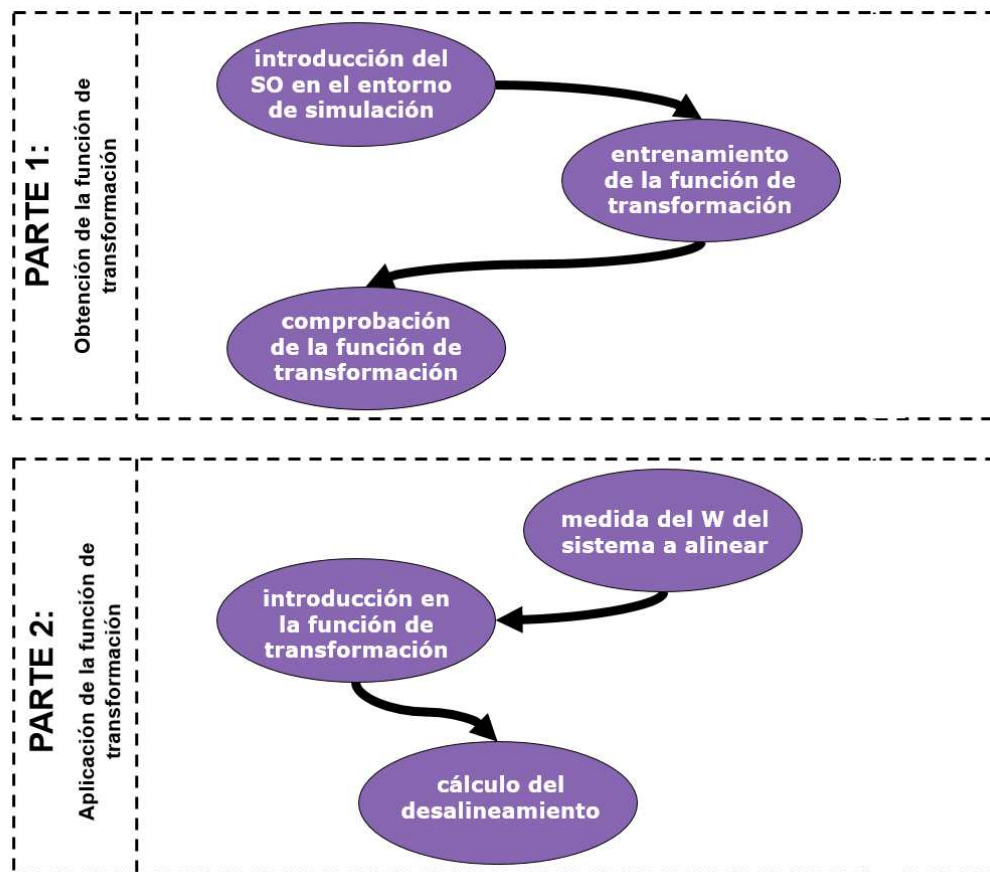 PARTE 1:
Obtención de la función de
transformación
introducción del
SO en el entorno
de simulación
entrenamiento
de la función de
transformación
comprobación
de la función de
transformación
PARTE 2:
Aplicación de la función de
transformación
medida del W del
sistema a alinear
introducción en
la función de
transformación
cálculo del
desalineamiento